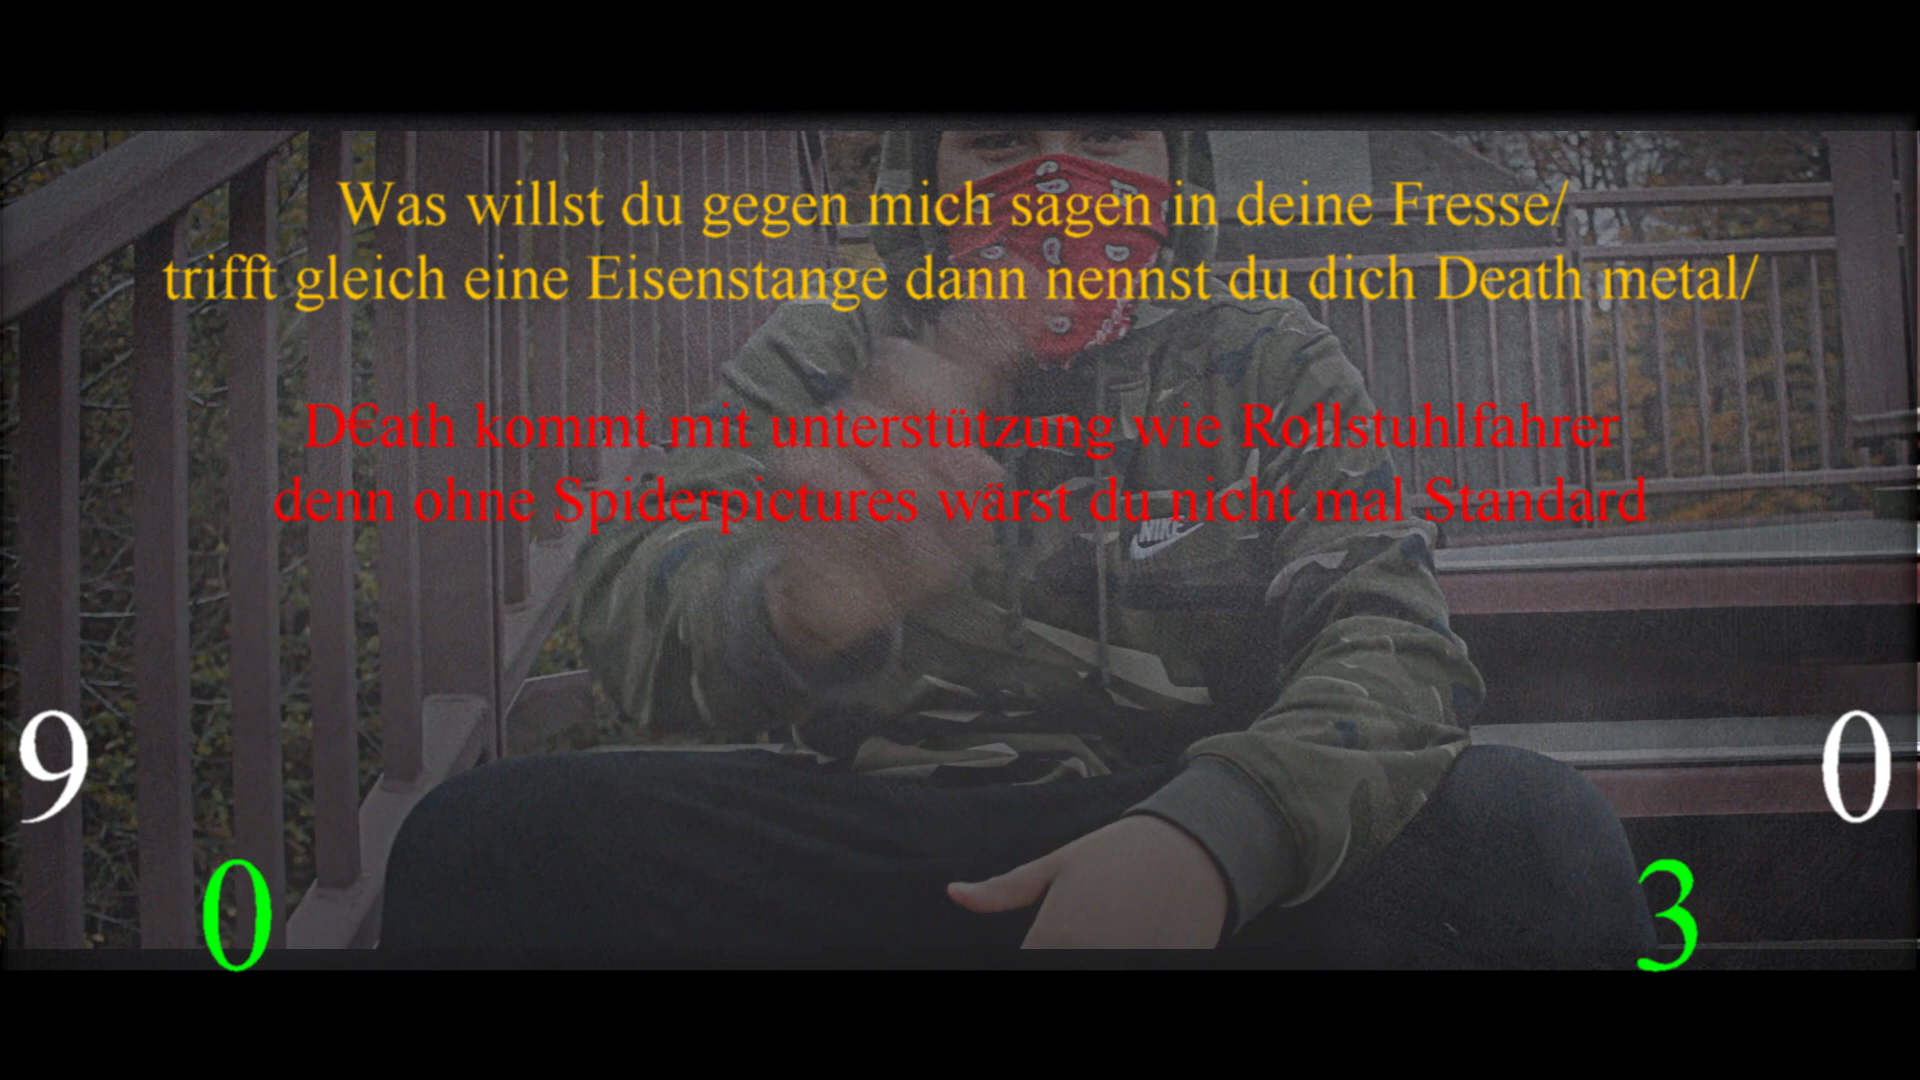 Was willst du gegen mich sagen in deine Fresse/
trifft gleich eine Eisenstange dann nennst du dich Death metal/
D€ath kommt mit unterstützung wie Rollstuhlfahrer
denn ohne Spiderpictures wärst du nicht mal Standard
NIKE
9
0
0
3